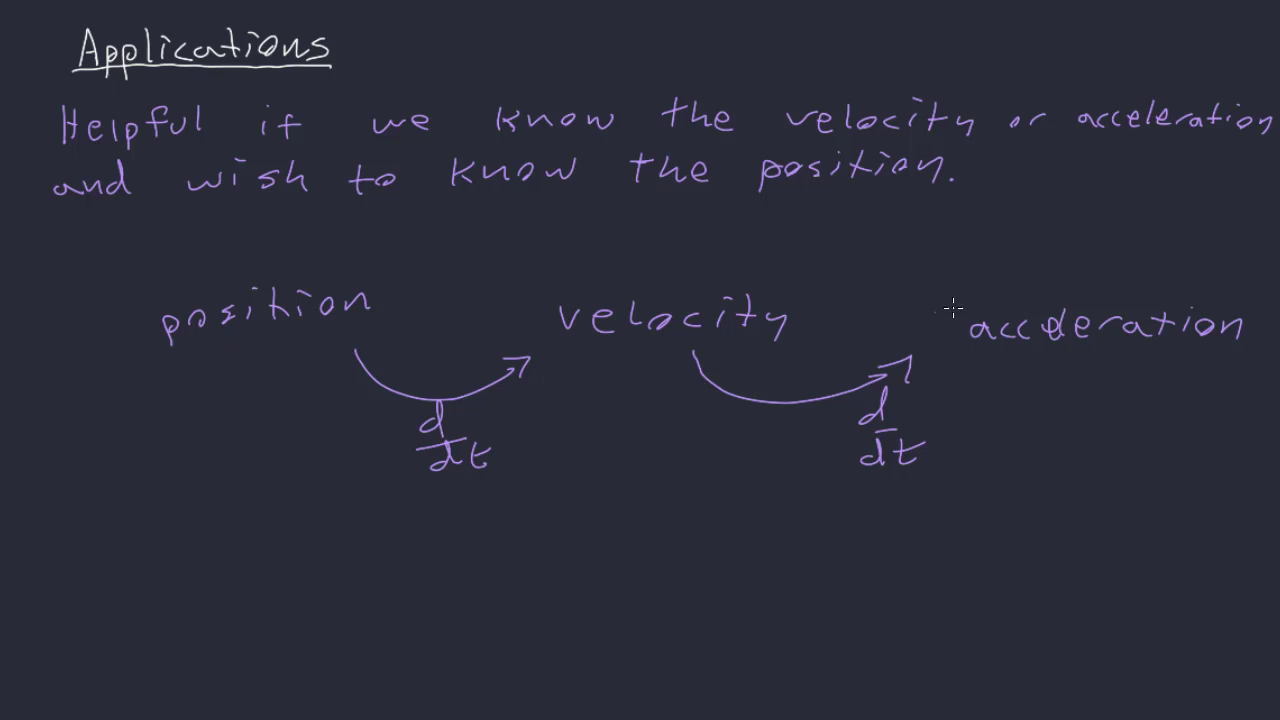 Applications
Helpful if we know the velocity or acceleration
and wish to know the position.
position velocity acceleration
d d
dt dt